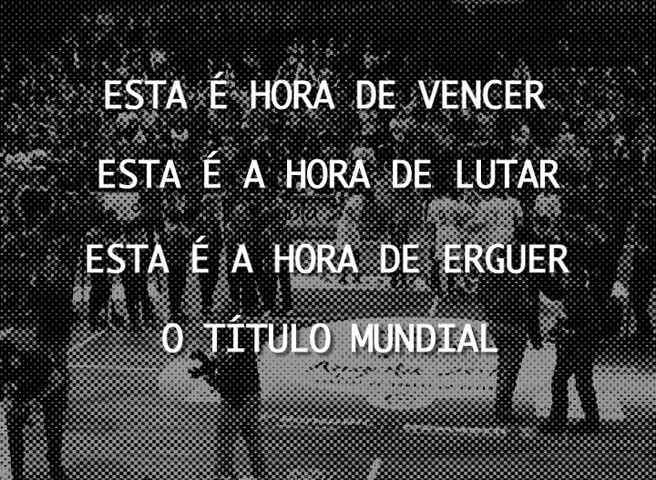 ESTA É HORA DE VENCER
ESTA É A HORA DE LUTAR
ESTA É A HORA DE ERGUER
O TÍTULO MUNDIAL